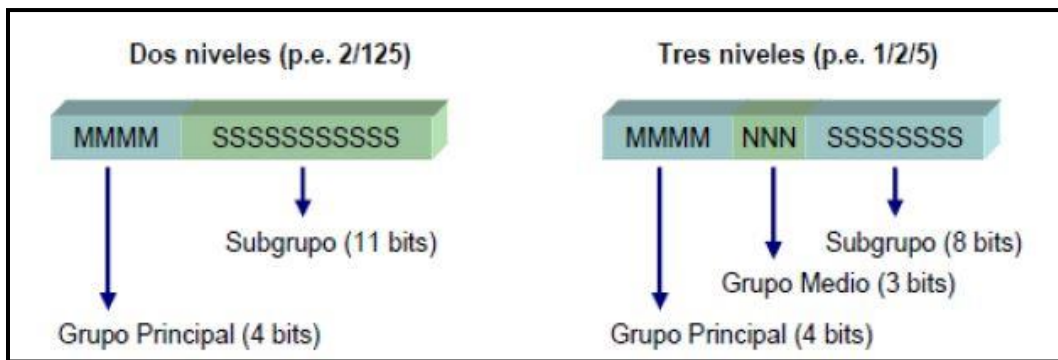 Dos niveles (p.e. 2/125)
MMMM SSSSSSSSSSS
Subgrupo (11 bits)
Grupo Principal (4 bits)
Tres niveles (p.e. 1/2/5)
MMMM NNN SSSSSSSS
Subgrupo (8 bits)
Grupo Medio (3 bits)
Grupo Principal (4 bits)